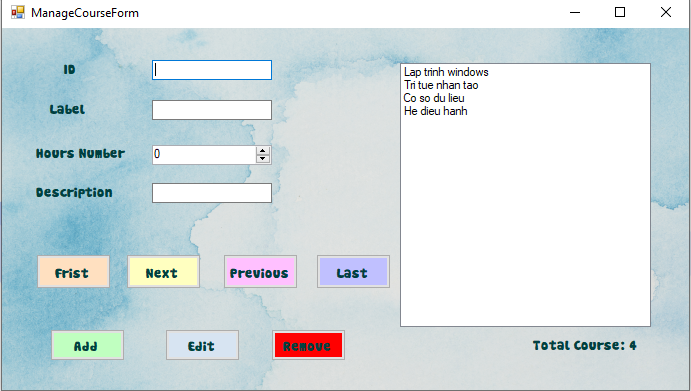 ManageCourseForm
ID
Label
Hours Number
0
Description
Lap trinh windows
Tri tue nhan tao
Co so du lieu
He dieu hanh
Frist
Next
Previous
Last
Add
Edit
Remove
Total Course: 4